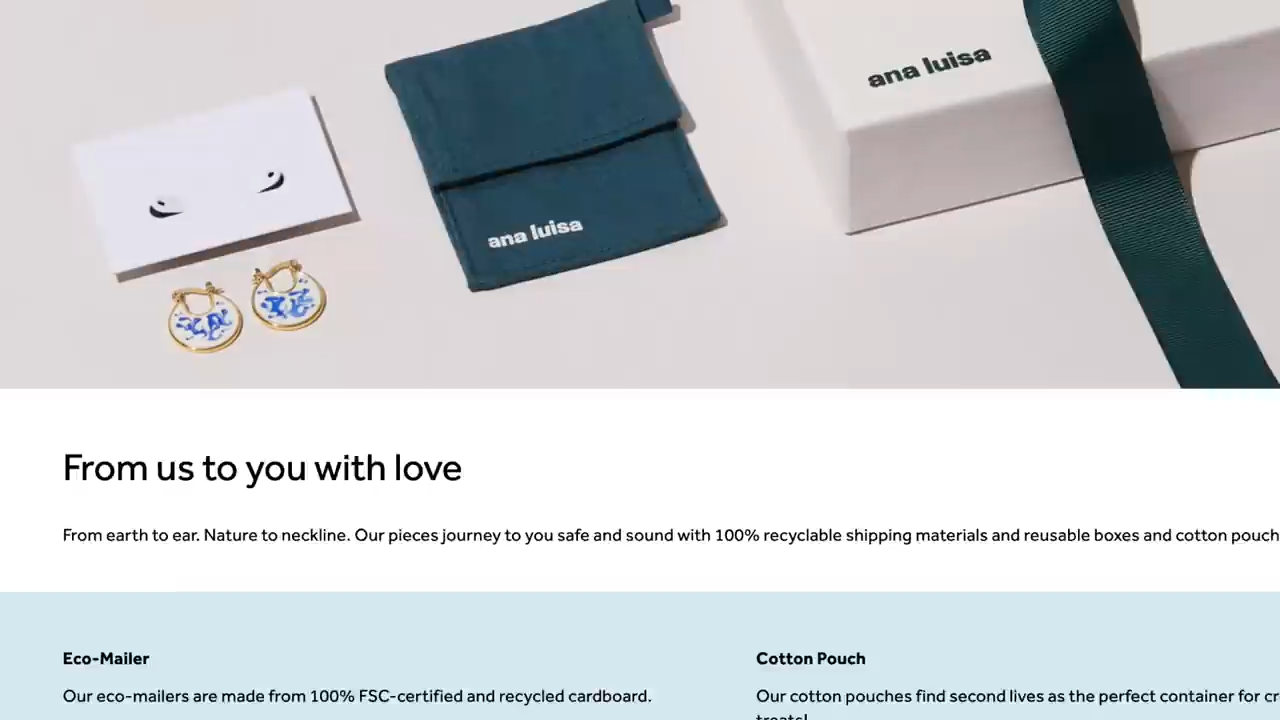 ana luisa
ana luisa
From us to you with love
From earth to ear. Nature to neckline. Our pieces journey to you safe and sound with 100% recyclable shipping materials and reusable boxes and cotton pouch
Eco-Mailer
Our eco-mailers are made from 100% FSC-certified and recycled cardboard.
Cotton Pouch
Our cotton pouches find second lives as the perfect container for cr
treats!